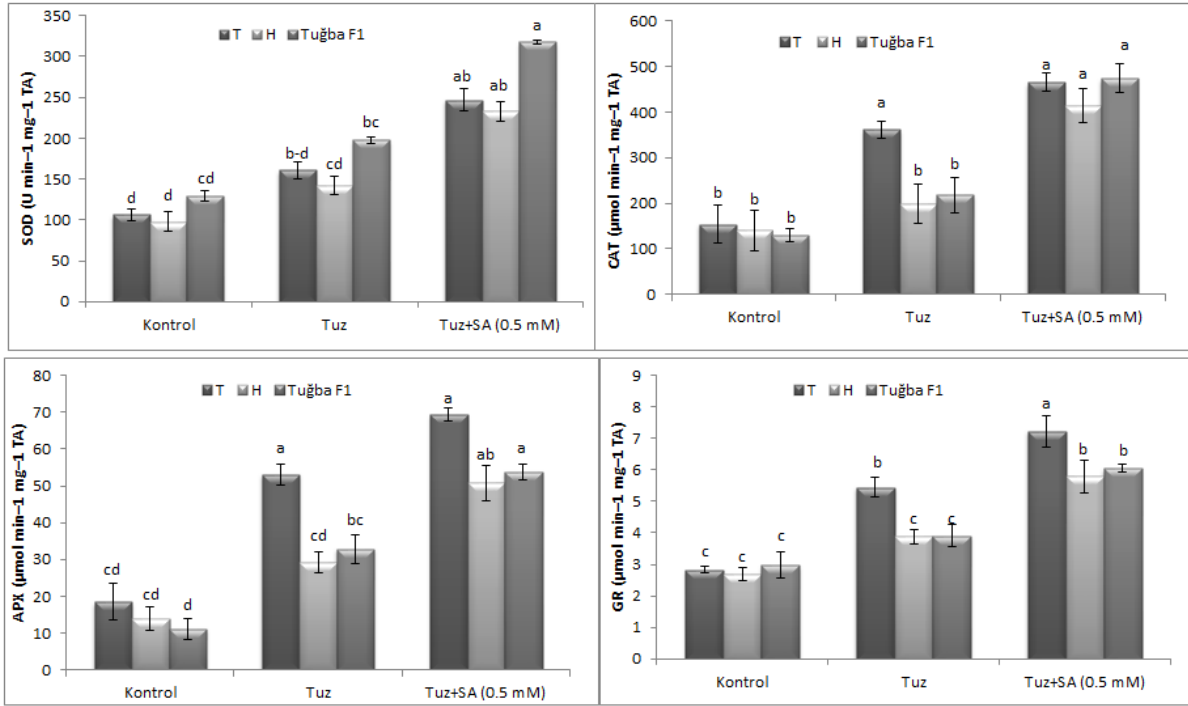 350
300
250
200
150
100
50
0
SOD (U min–1 mg–1 TA)
T H Tuğba F1
d d cd
b-d cd bc
ab ab a
Kontrol Tuz Tuz+SA (0.5 mM)
600
500
400
300
200
100
0
CAT (µmol min–1 mg–1 TA)
T H Tuğba F1
b b b
a b b
a a a
Kontrol Tuz Tuz+SA (0.5 mM)
80
70
60
50
40
30
20
10
0
APX (µmol min–1 mg–1 TA)
T H Tuğba F1
cd cd d
a cd bc
a ab a
Kontrol Tuz Tuz+SA (0.5 mM)
9
8
7
6
5
4
3
2
1
0
GR (µmol min–1 mg–1 TA)
T H Tuğba F1
c c c
b c c
a b b
Kontrol Tuz Tuz+SA (0.5 mM)